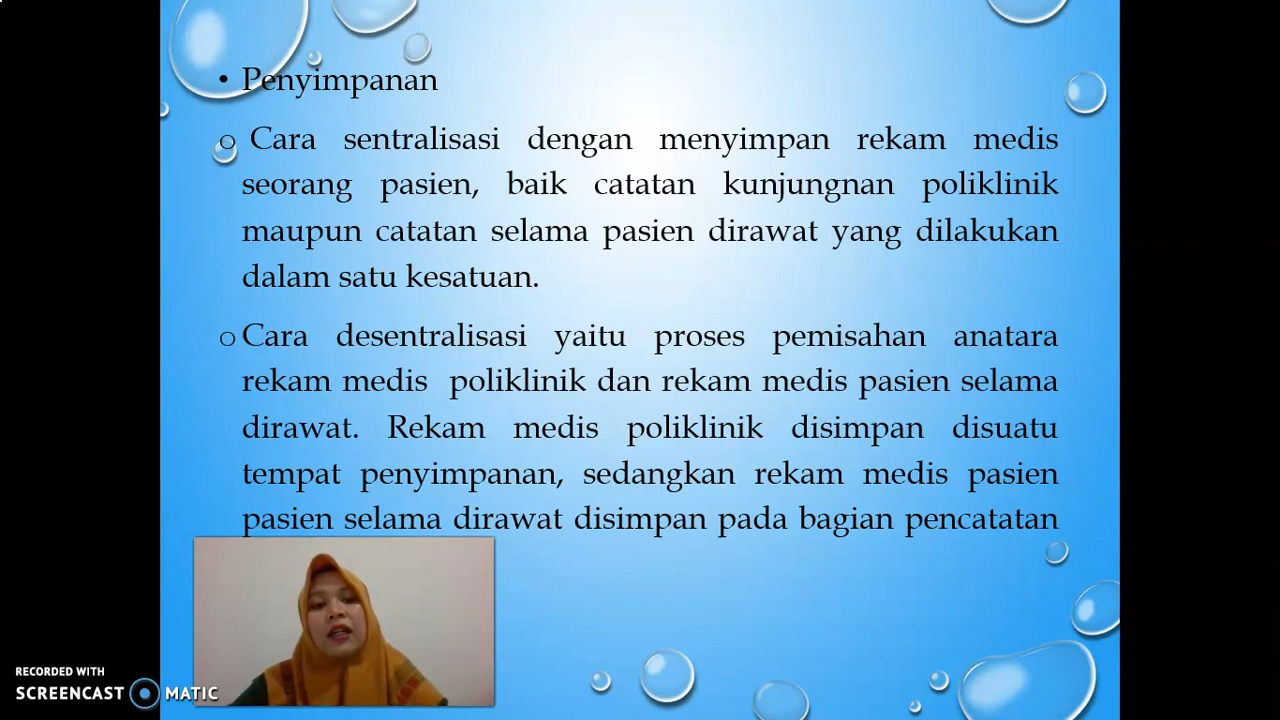 • Penyimpanan
o Cara sentralisasi dengan menyimpan rekam medis
seorang pasien, baik catatan kunjungnan poliklinik
maupun catatan selama pasien dirawat yang dilakukan
dalam satu kesatuan.
o Cara desentralisasi yaitu proses pemisahan anatara
rekam medis poliklinik dan rekam medis pasien selama
dirawat. Rekam medis poliklinik disimpan disuatu
tempat penyimpanan, sedangkan rekam medis pasien
pasien selama dirawat disimpan pada bagian pencatatan
RECORDED WITH
SCREENCAST MATIC